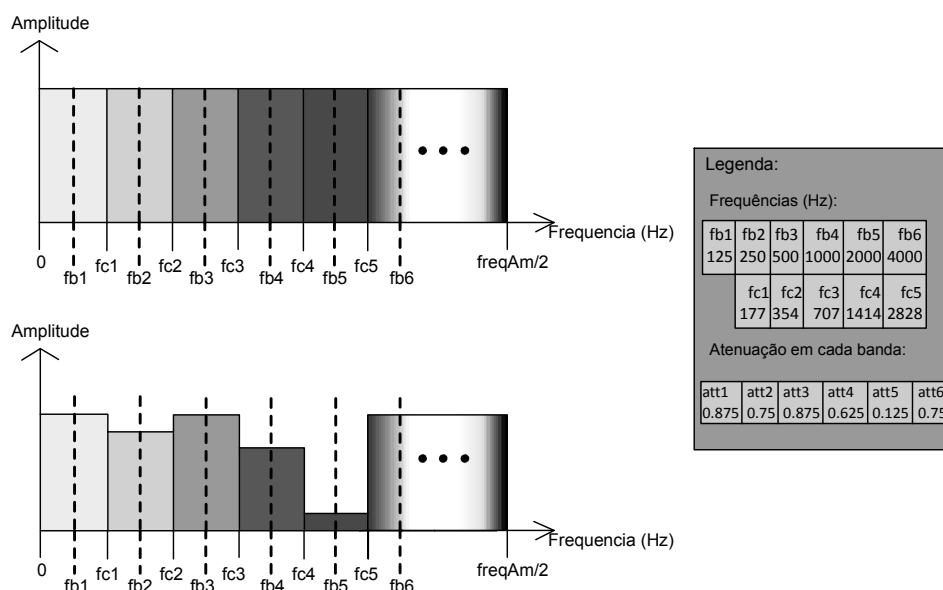 Amplitude
Frequencia (Hz)
0
fb1
fc1
fb2
fc2
fb3
fc3
fb4
fc4
fb5
fc5
fb6
freqAm/2
Amplitude
Frequencia (Hz)
0
fb1
fc1
fb2
fc2
fb3
fc3
fb4
fc4
fb5
fc5
fb6
freqAm/2
Legenda:
Frequências (Hz):
fb1 fb2 fb3 fb4 fb5 fb6
125 250 500 1000 2000 4000
fc1 fc2 fc3 fc4 fc5
177 354 707 1414 2828
Atenuação em cada banda:
att1 att2 att3 att4 att5 att6
0.875 0.75 0.875 0.625 0.125 0.75